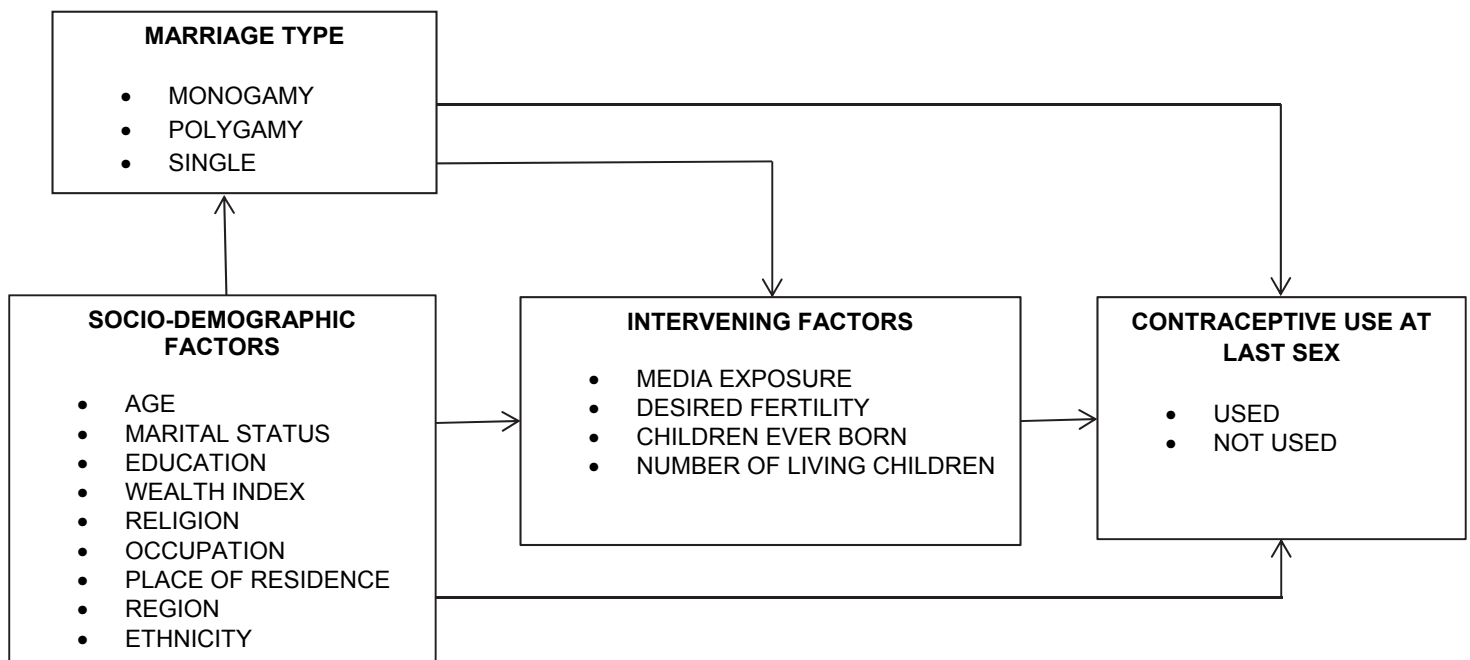 MARRIAGE TYPE
• MONOGAMY
• POLYGAMY
• SINGLE
SOCIO-DEMOGRAPHIC
FACTORS
• AGE
• MARITAL STATUS
• EDUCATION
• WEALTH INDEX
• RELIGION
• OCCUPATION
• PLACE OF RESIDENCE
• REGION
• ETHNICITY
INTERVENING FACTORS
• MEDIA EXPOSURE
• DESIRED FERTILITY
• CHILDREN EVER BORN
• NUMBER OF LIVING CHILDREN
CONTRACEPTIVE USE AT
LAST SEX
• USED
• NOT USED